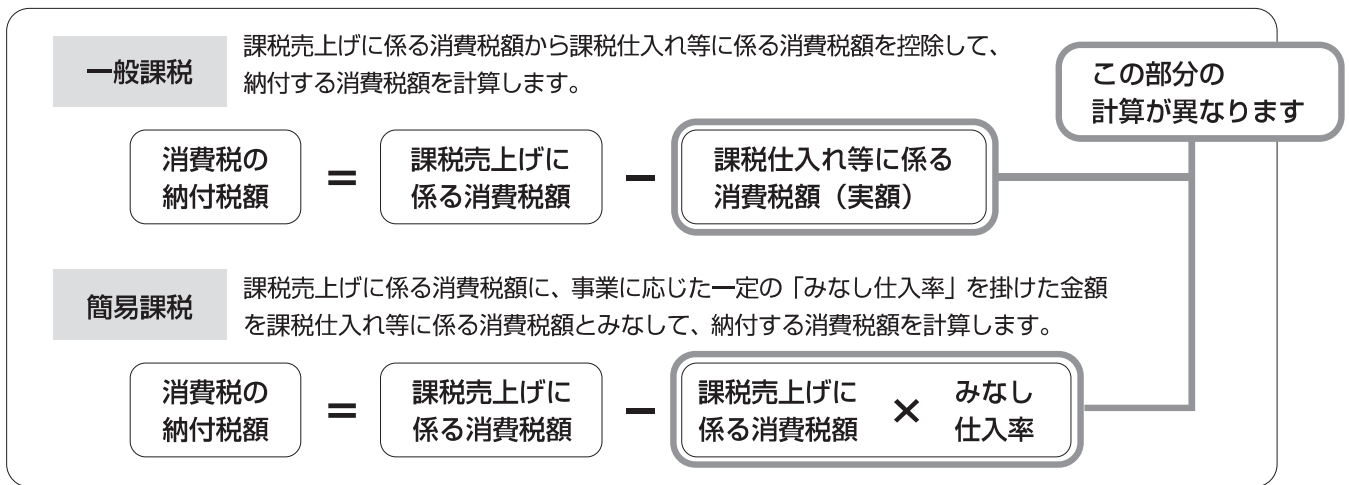 一般課税
課税売上げに係る消費税額から課税仕入れ等に係る消費税額を控除して、
納付する消費税額を計算します。
この部分の
計算が異なります
消費税の
納付税額
=
課税売上げに
係る消費税額
−
課税仕入れ等に係る
消費税額（実額）
簡易課税
課税売上げに係る消費税額に、事業に応じた一定の「みなし仕入率」を掛けた金額
を課税仕入れ等に係る消費税額とみなして、納付する消費税額を計算します。
消費税の
納付税額
=
課税売上げに
係る消費税額
−
課税売上げに
係る消費税額
×
みなし
仕入率